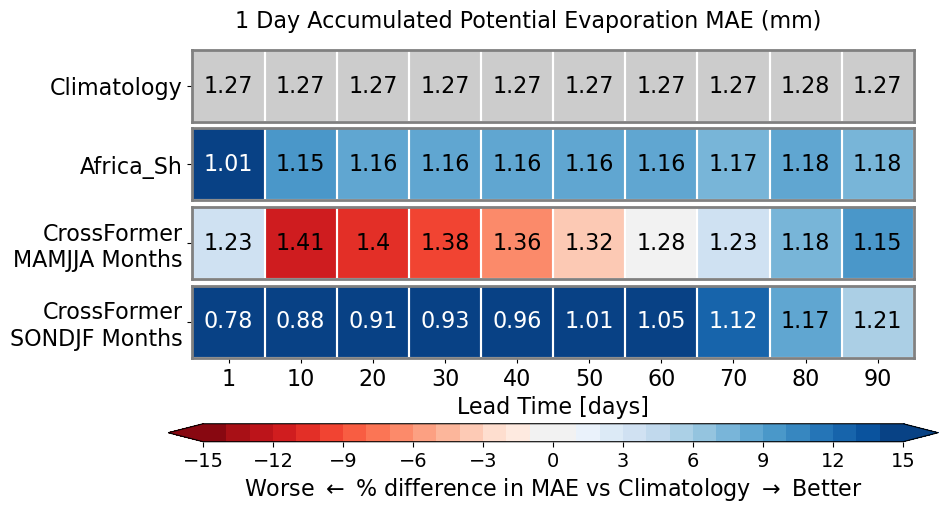 1 Day Accumulated Potential Evaporation MAE (mm)
Climatology 1.27 1.27 1.27 1.27 1.27 1.27 1.27 1.27 1.28 1.27
Africa_Sh 1.01 1.15 1.16 1.16 1.16 1.16 1.16 1.17 1.18 1.18
CrossFormer
MAMJJA Months 1.23 1.41 1.4 1.38 1.36 1.32 1.28 1.23 1.18 1.15
CrossFormer
SONDJF Months 0.78 0.88 0.91 0.93 0.96 1.01 1.05 1.12 1.17 1.21
1 10 20 30 40 50 60 70 80 90
Lead Time [days]
−15 −12 −9 −6 −3 0 3 6 9 12 15
Worse ← % difference in MAE vs Climatology → Better